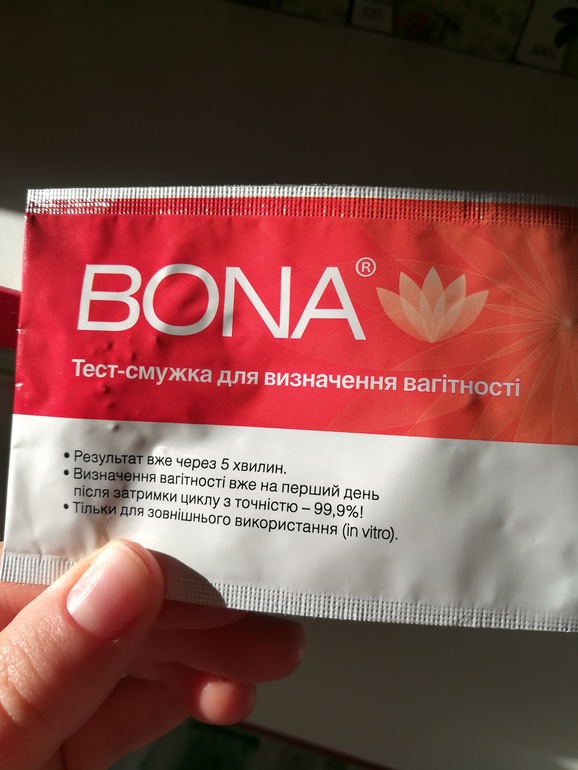 BONA®
Тест-смужка для визначення вагітності
• Результат вже через 5 хвилин.
• Визначення вагітності вже на перший день
після затримки циклу з точністю – 99,9%!
• Тільки для зовнішнього використання (in vitro).